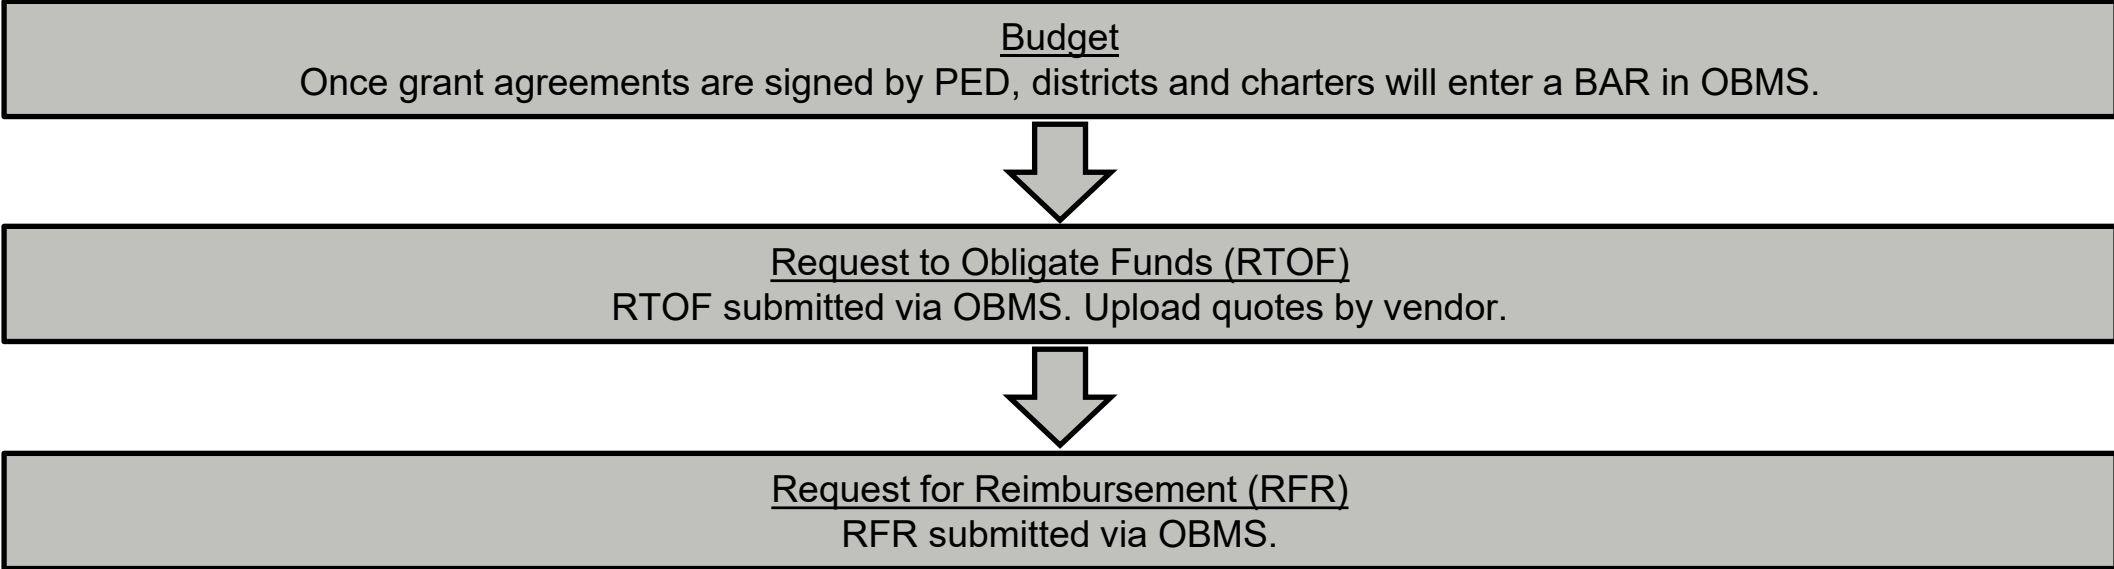 Budget
Once grant agreements are signed by PED, districts and charters will enter a BAR in OBMS.
Request to Obligate Funds (RTOF)
RTOF submitted via OBMS. Upload quotes by vendor.
Request for Reimbursement (RFR)
RFR submitted via OBMS.